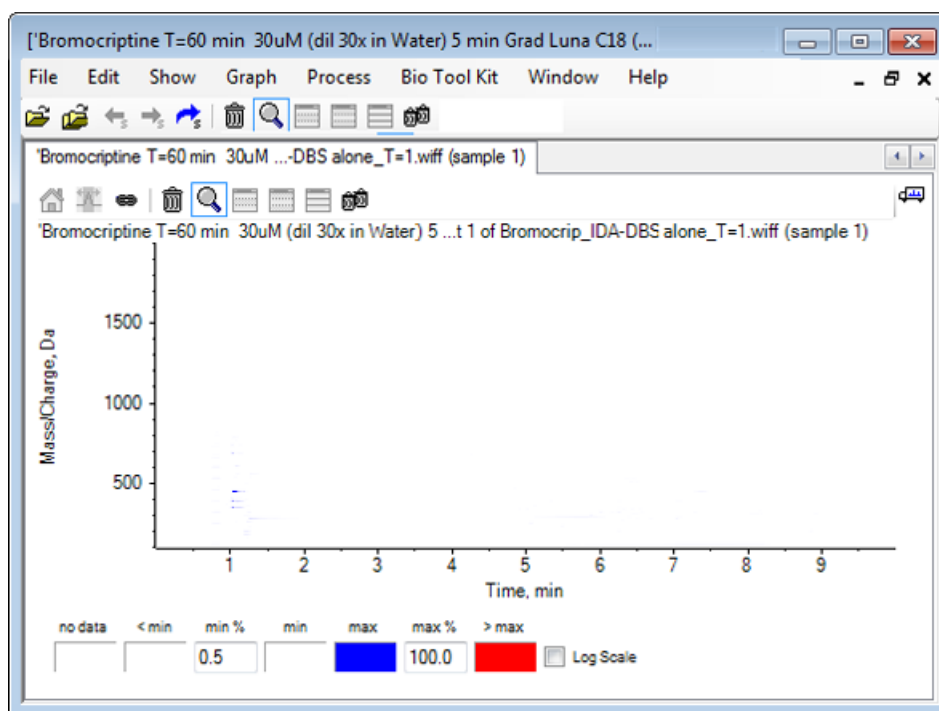 ['Bromocriptine T=60 min 30uM (dil 30x in Water) 5 min Grad Luna C18 (...
File Edit Show Graph Process Bio Tool Kit Window Help
'Bromocriptine T=60 min 30uM ...-DBS alone_T=1.wiff (sample 1)
'Bromocriptine T=60 min 30uM (dil 30x in Water) 5 ...t 1 of Bromocrip_IDA-DBS alone_T=1.wiff (sample 1)
Mass/Charge, Da
1500
1000
500
1 2 3 4 5 6 7 8 9
Time, min
no data < min min % min max max % > max
0.5 100.0 Log Scale